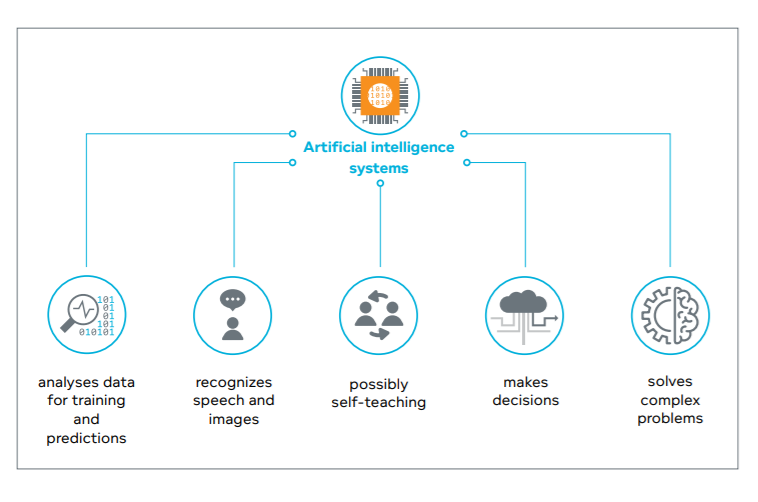 1010
1010
1010
Artificial intelligence
systems
101
01
01
101
010101
analyses data
for training
and
predictions
recognizes
speech and
images
possibly
self-teaching
makes
decisions
solves
complex
problems